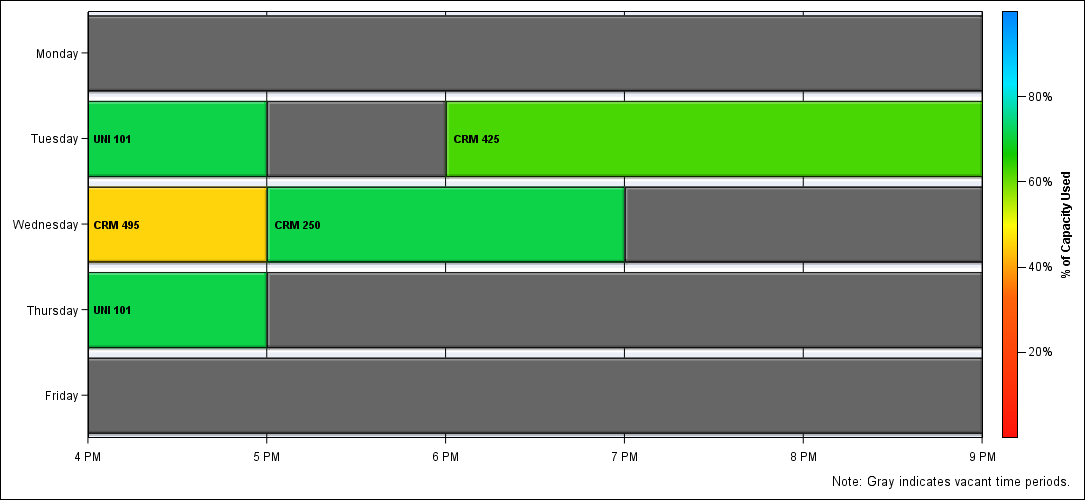 Monday
Tuesday
UNI 101
CRM 425
Wednesday
CRM 495
CRM 250
Thursday
UNI 101
Friday
4 PM
5 PM
6 PM
7 PM
8 PM
9 PM
80%
60%
40%
20%
% of Capacity Used
Note: Gray indicates vacant time periods.